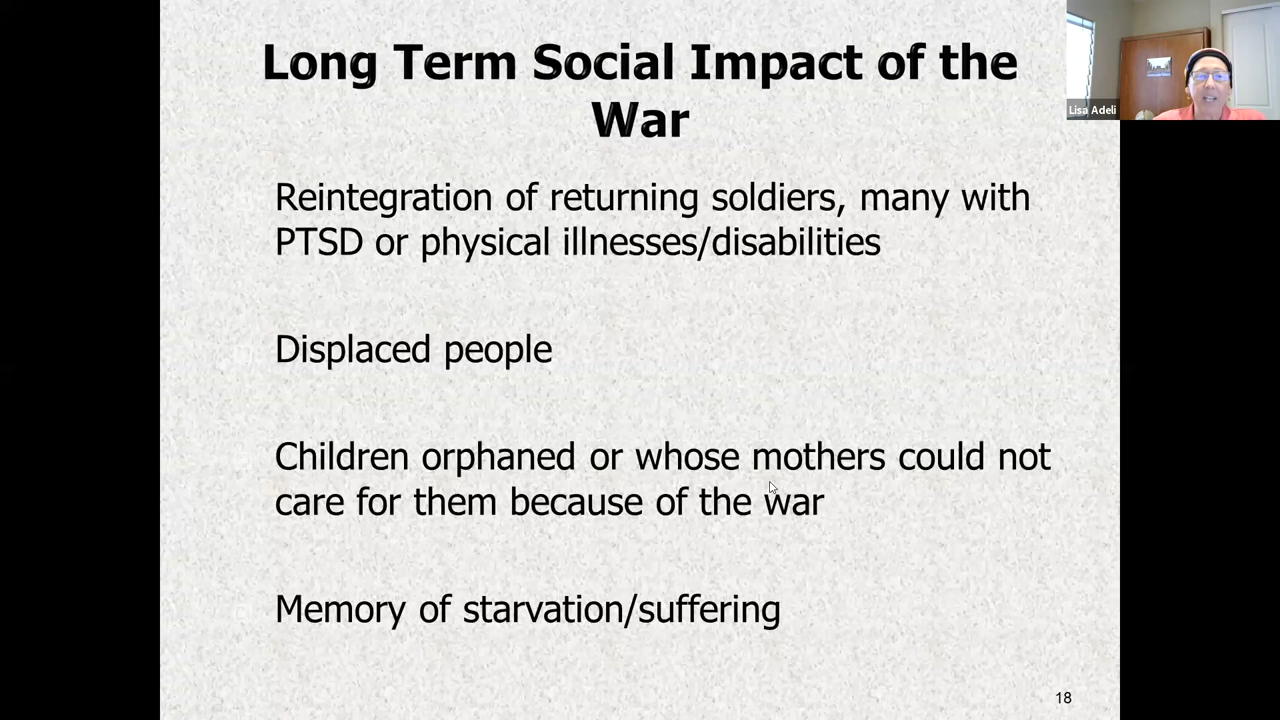 Long Term Social Impact of the
War
Lisa Adeli
Reintegration of returning soldiers, many with
PTSD or physical illnesses/disabilities
Displaced people
Children orphaned or whose mothers could not
care for them because of the war
Memory of starvation/suffering
18